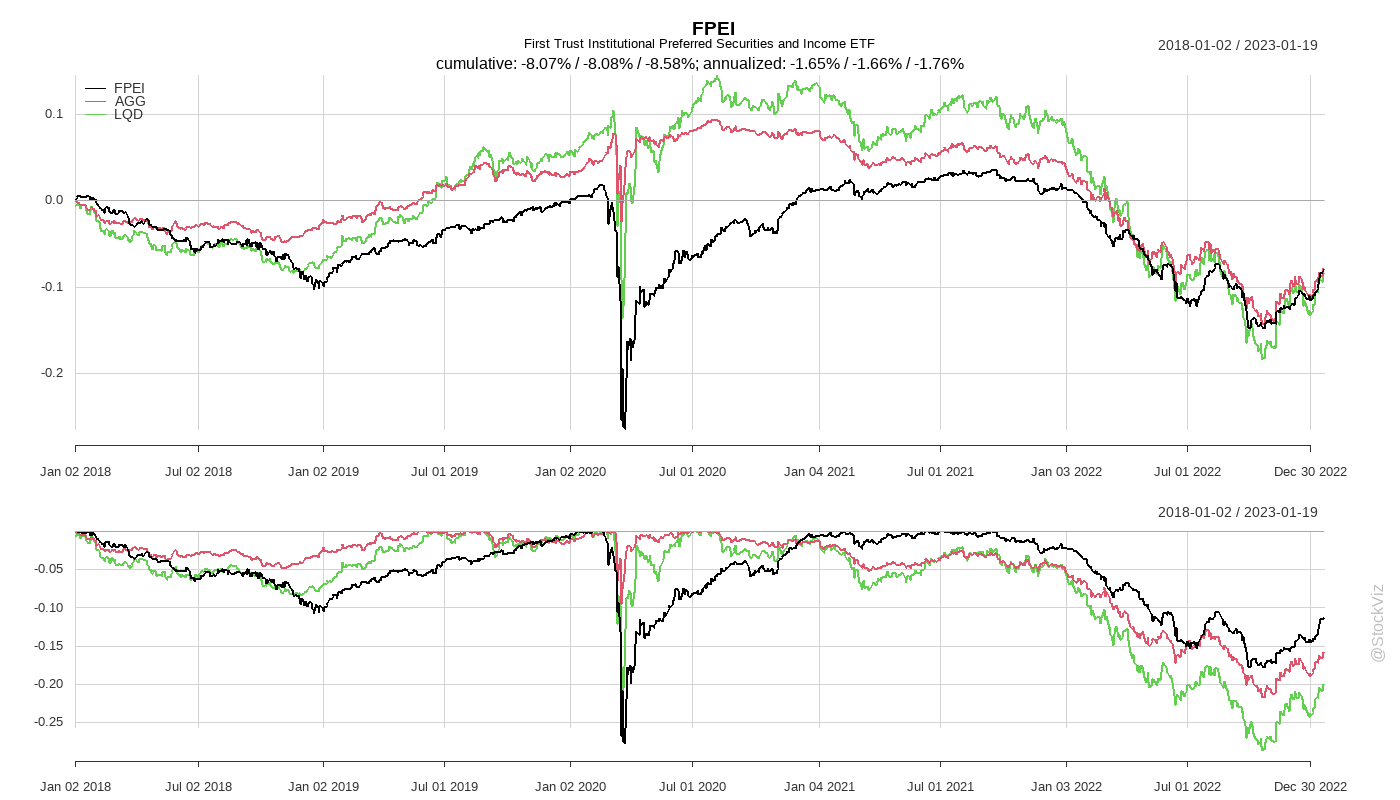 FPEI
First Trust Institutional Preferred Securities and Income ETF
2018-01-02 / 2023-01-19
cumulative: -8.07% / -8.08% / -8.58%; annualized: -1.65% / -1.66% / -1.76%
FPEI
AGG
LQD
0.1
0.0
-0.1
-0.2
Jan 02 2018 Jul 02 2018 Jan 02 2019 Jul 01 2019 Jan 02 2020 Jul 01 2020 Jan 04 2021 Jul 01 2021 Jan 03 2022 Jul 01 2022 Dec 30 2022
2018-01-02 / 2023-01-19
-0.05
-0.10
-0.15
-0.20
-0.25
Jan 02 2018 Jul 02 2018 Jan 02 2019 Jul 01 2019 Jan 02 2020 Jul 01 2020 Jan 04 2021 Jul 01 2021 Jan 03 2022 Jul 01 2022 Dec 30 2022
@StockViz